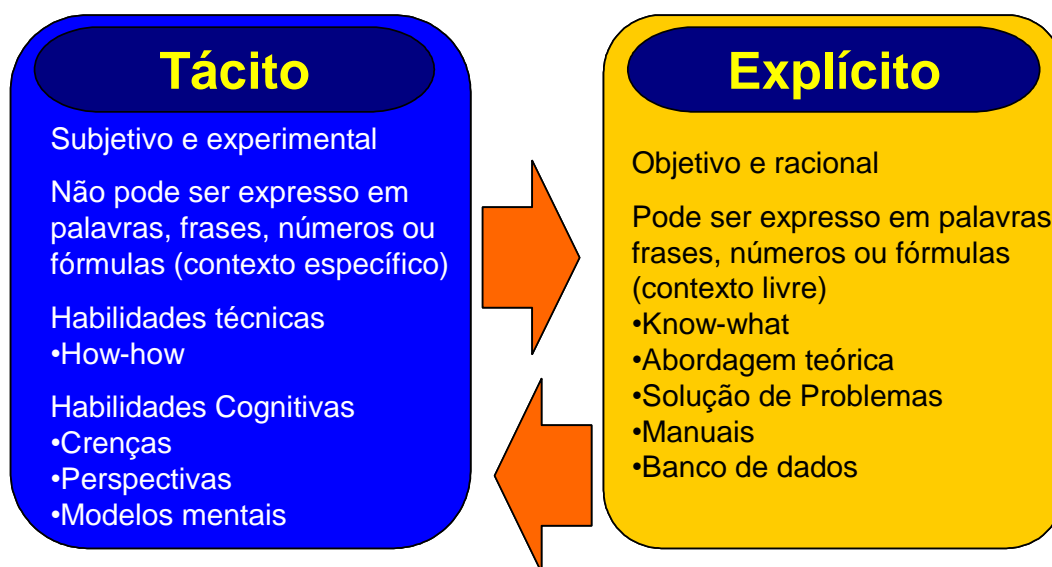 Tácito
Subjetivo e experimental
Não pode ser expresso em
palavras, frases, números ou
fórmulas (contexto específico)
Habilidades técnicas
•How-how
Habilidades Cognitivas
•Crenças
•Perspectivas
•Modelos mentais
Explícito
Objetivo e racional
Pode ser expresso em palavras
frases, números ou fórmulas
(contexto livre)
•Know-what
•Abordagem teórica
•Solução de Problemas
•Manuais
•Banco de dados